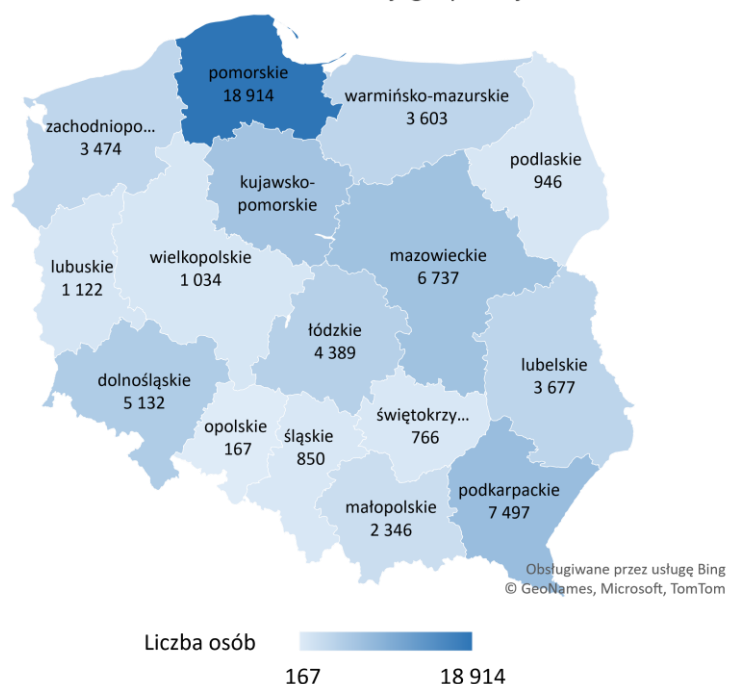 pomorskie
18 914
warmińsko-mazurskie
3 603
zachodniopo...
3 474
podlaskie
946
kujawsko-
pomorskie
mazowieckie
6 737
wielkopolskie
1 034
lubuskie
1 122
łódzkie
4 389
lubelskie
3 677
dolnośląskie
5 132
opolskie
167
śląskie
850
świętokrzy...
766
podkarpackie
7 497
małopolskie
2 346
Obsługiwane przez usługę Bing
© GeoNames, Microsoft, TomTom
Liczba osób
167
18 914